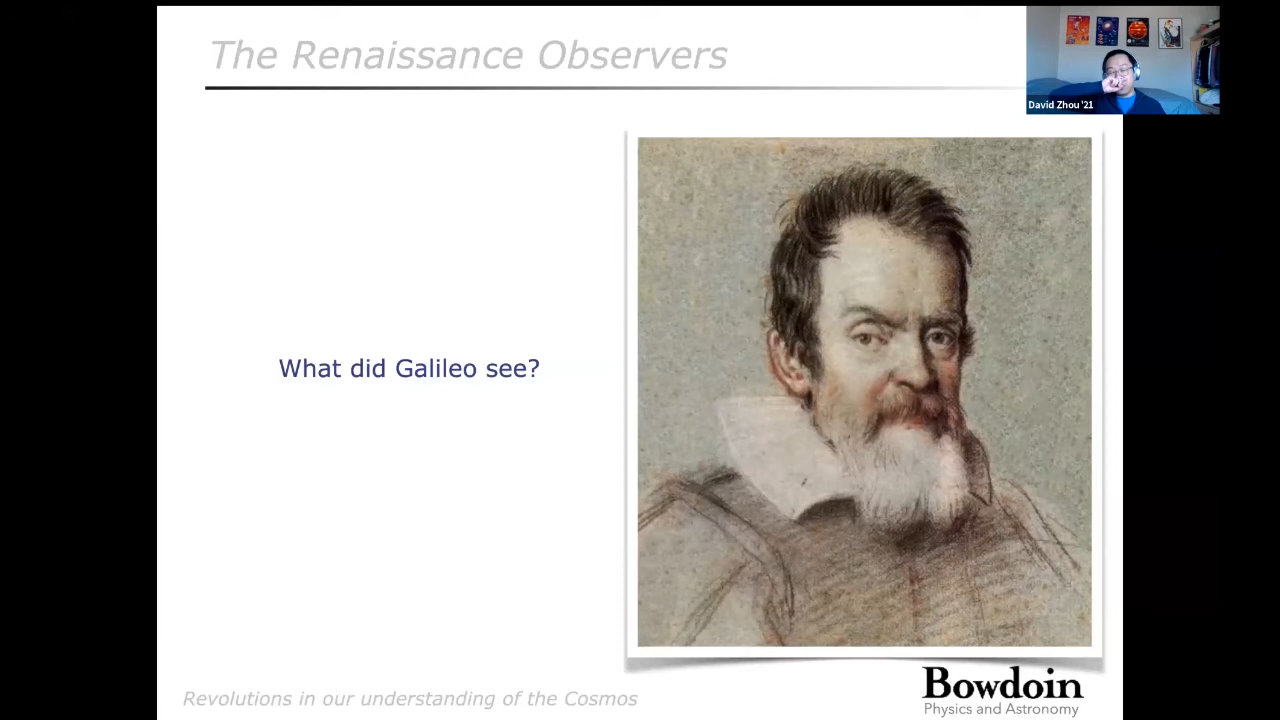 The Renaissance Observers
David Zhou '21
What did Galileo see?
Revolutions in our understanding of the Cosmos
Bowdoin
Physics and Astronomy